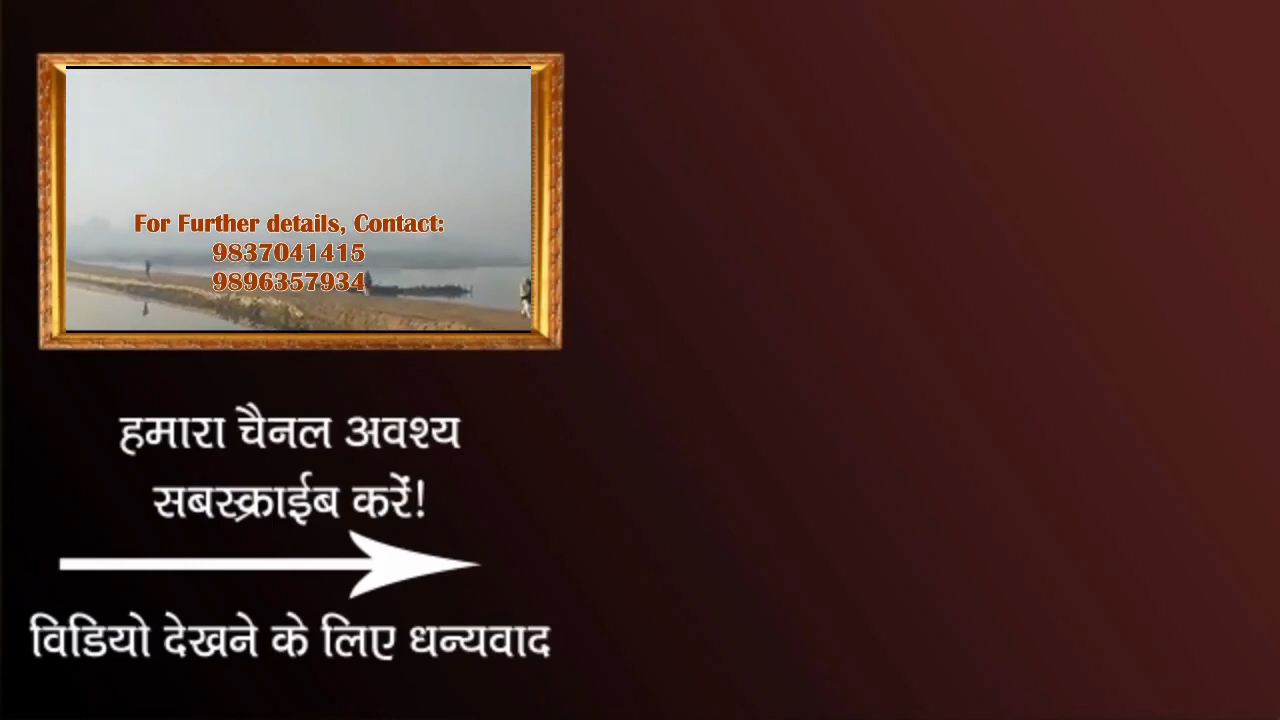 For Further details, Contact:
9837041415
9896357934
हमारा चैनल अवश्य
सबस्क्राईब करें!
विडियो देखने के लिए धन्यवाद